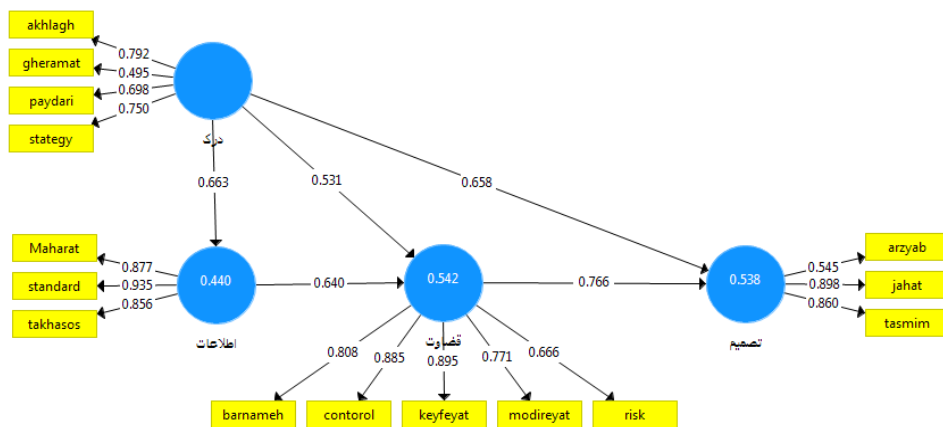 akhlagh
0.792
gheramat
0.495
paydari
0.698
stategy
0.750
درک
0.663
0.531
0.658
Maharat
0.877
standard
0.935
takhasos
0.856
0.440
اطلاعات
0.640
0.542
قضاوت
0.766
0.538
تصمیم
0.545
arzyab
0.898
jahat
0.860
tasmim
0.808
0.885
0.895
0.771
0.666
barnameh
contorol
keyfeyat
modireyat
risk